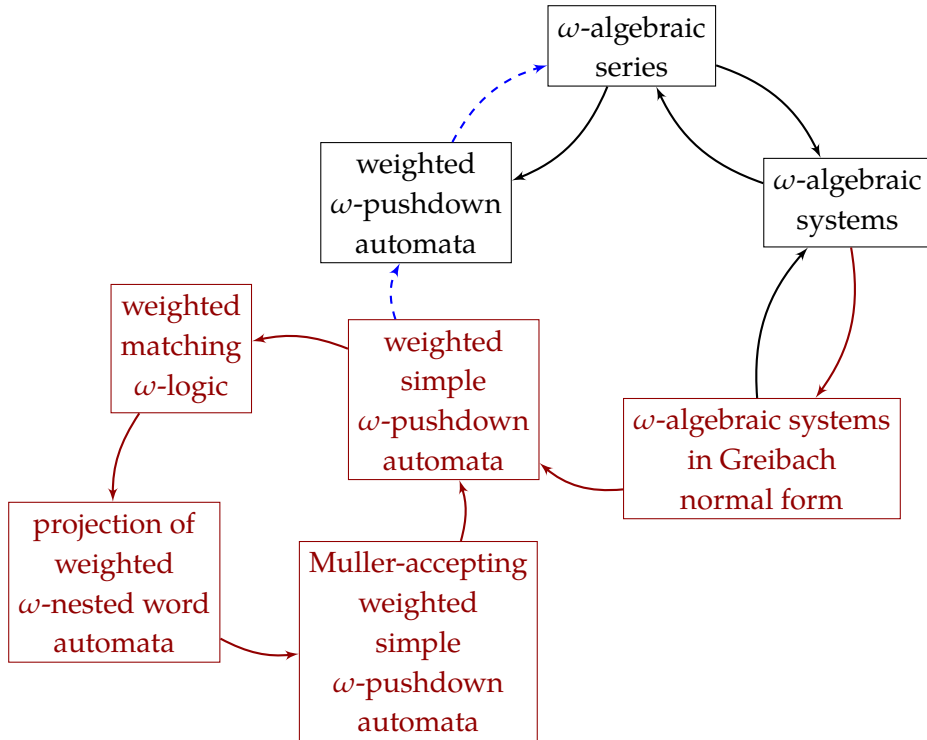 ω-algebraic
series
weighted
ω-pushdown
automata
ω-algebraic
systems
weighted
matching
ω-logic
weighted
simple
ω-pushdown
automata
ω-algebraic systems
in Greibach
normal form
projection of
weighted
ω-nested word
automata
Muller-accepting
weighted
simple
ω-pushdown
automata